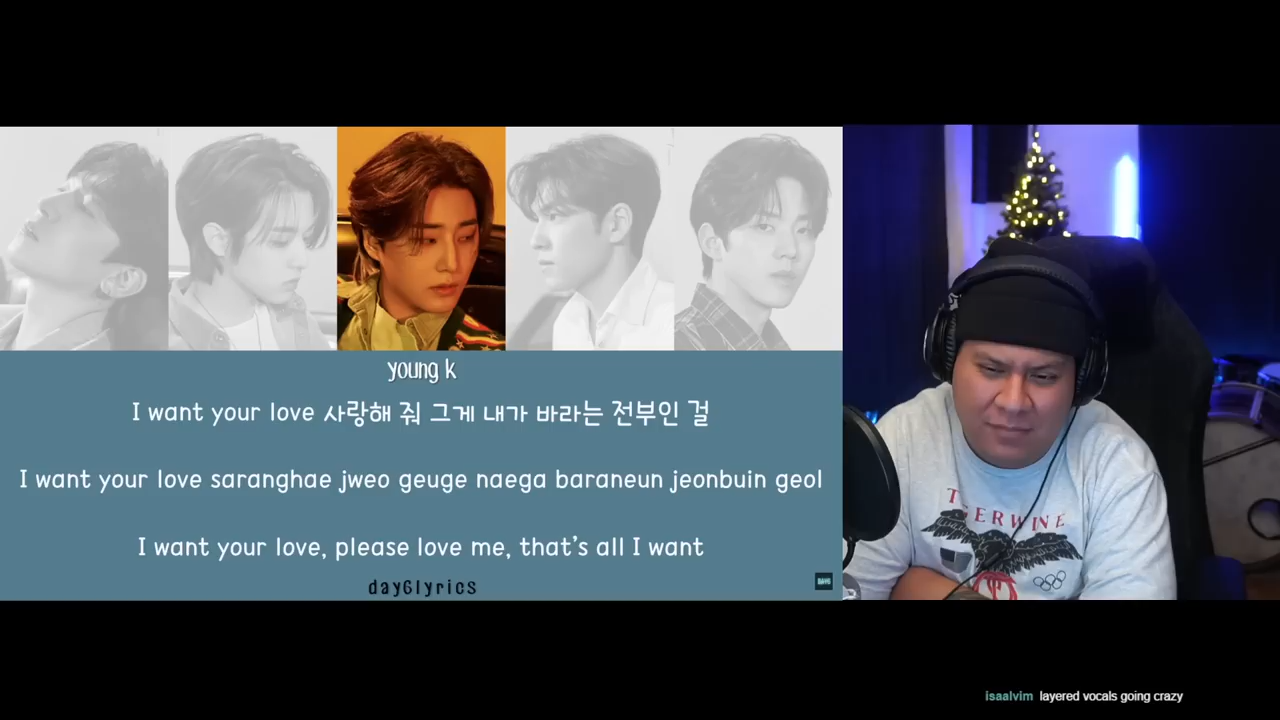 young k
I want your love 사랑해 줘 그게 내가 바라는 전부인 걸
I want your love saranghae jweo geuge naega baraneun jeonbuin geol
I want your love, please love me, that's all I want
day6lyrics
DAY6
TIGERWINE
isaalvim layered vocals going crazy